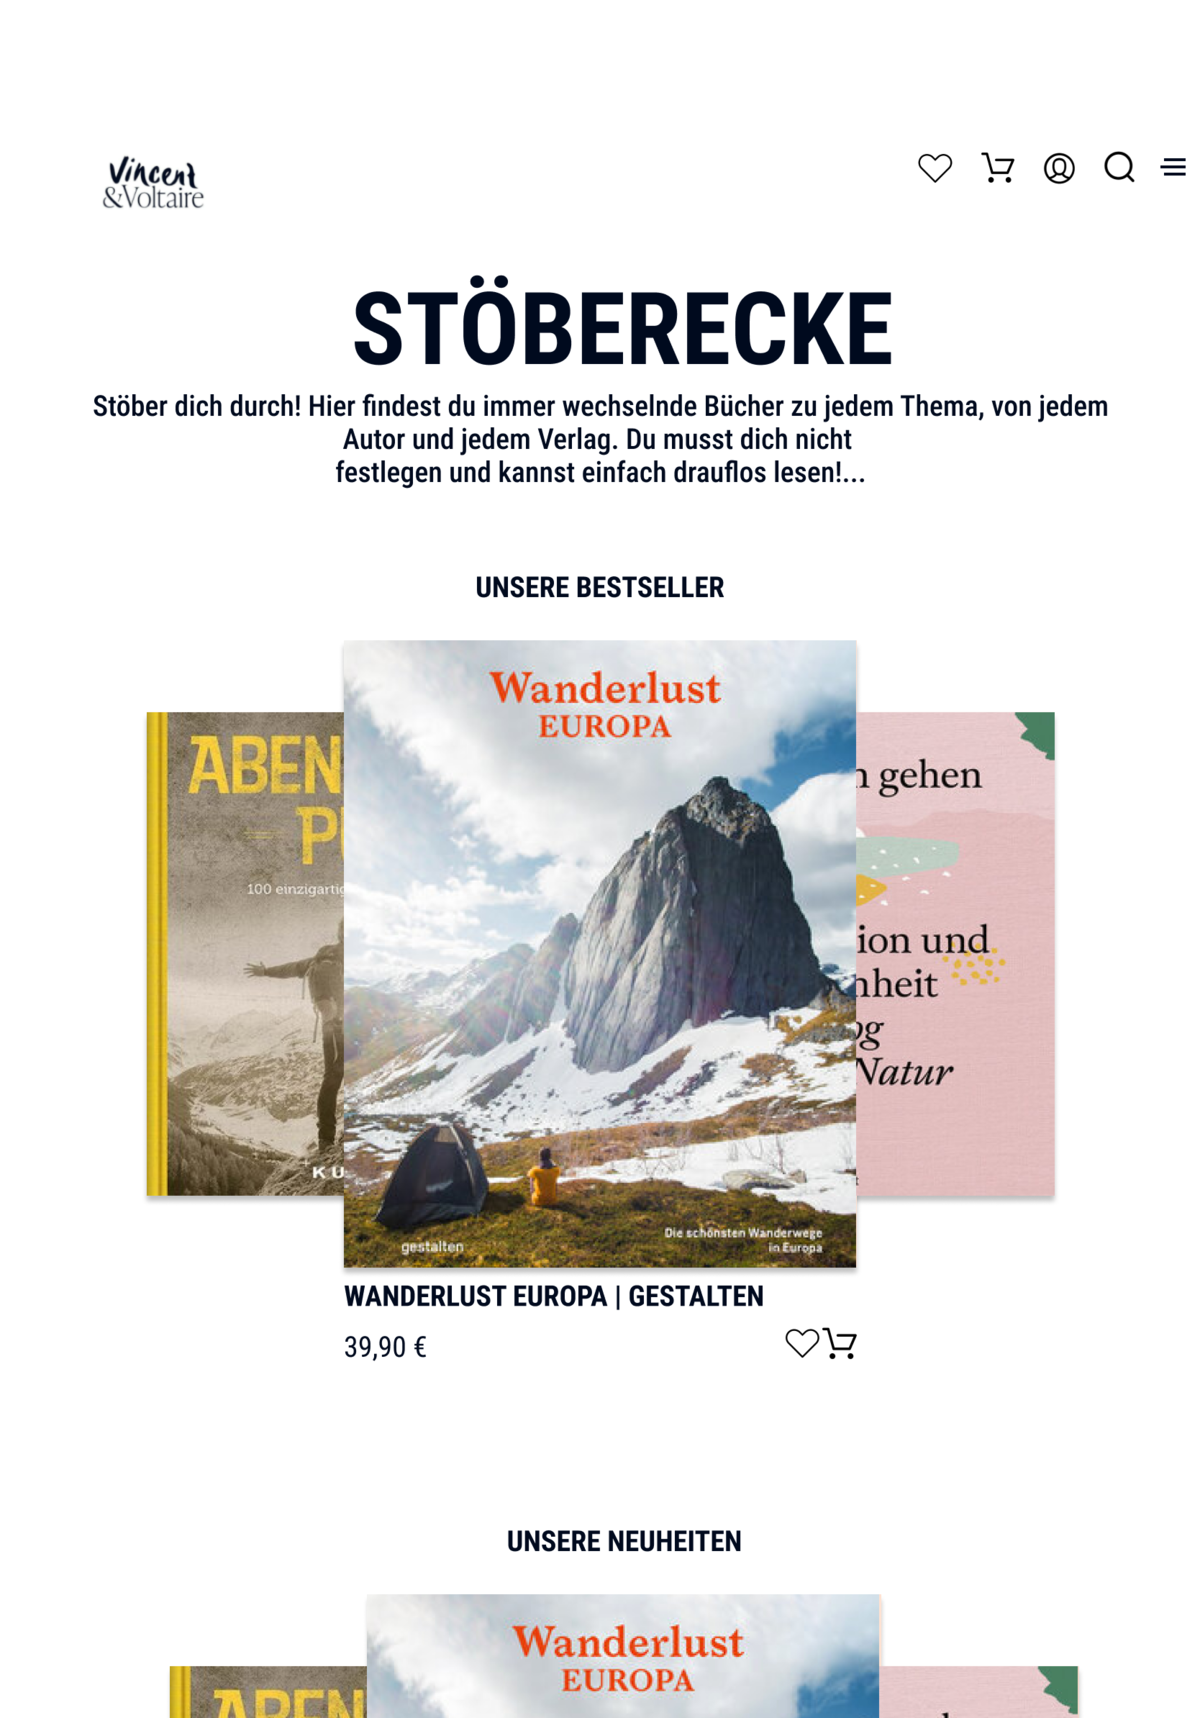 Vincent
&Voltaire
STÖBERECKE
Stöber dich durch! Hier findest du immer wechselnde Bücher zu jedem Thema, von jedem
Autor und jedem Verlag. Du musst dich nicht
festlegen und kannst einfach drauflos lesen!...
UNSERE BESTSELLER
ABEN
P
100 einzigartig
KU
Wanderlust
EUROPA
Die schönsten Wanderwege
in Europa
gestalten
n gehen
ion und
nheit
og
Natur
WANDERLUST EUROPA | GESTALTEN
39,90 €
UNSERE NEUHEITEN
ABEN
Wanderlust
EUROPA